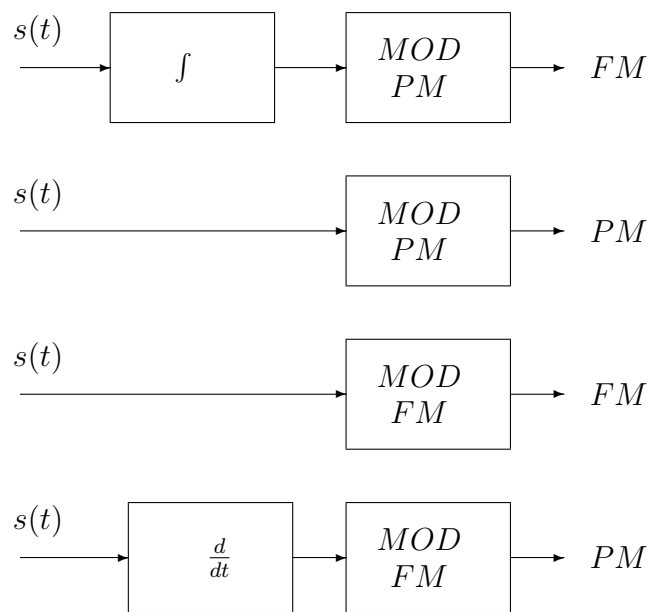 s(t)
∫ MOD FM
PM
s(t)
MOD PM
PM
s(t)
MOD FM
FM
s(t)
d/dt MOD PM
FM